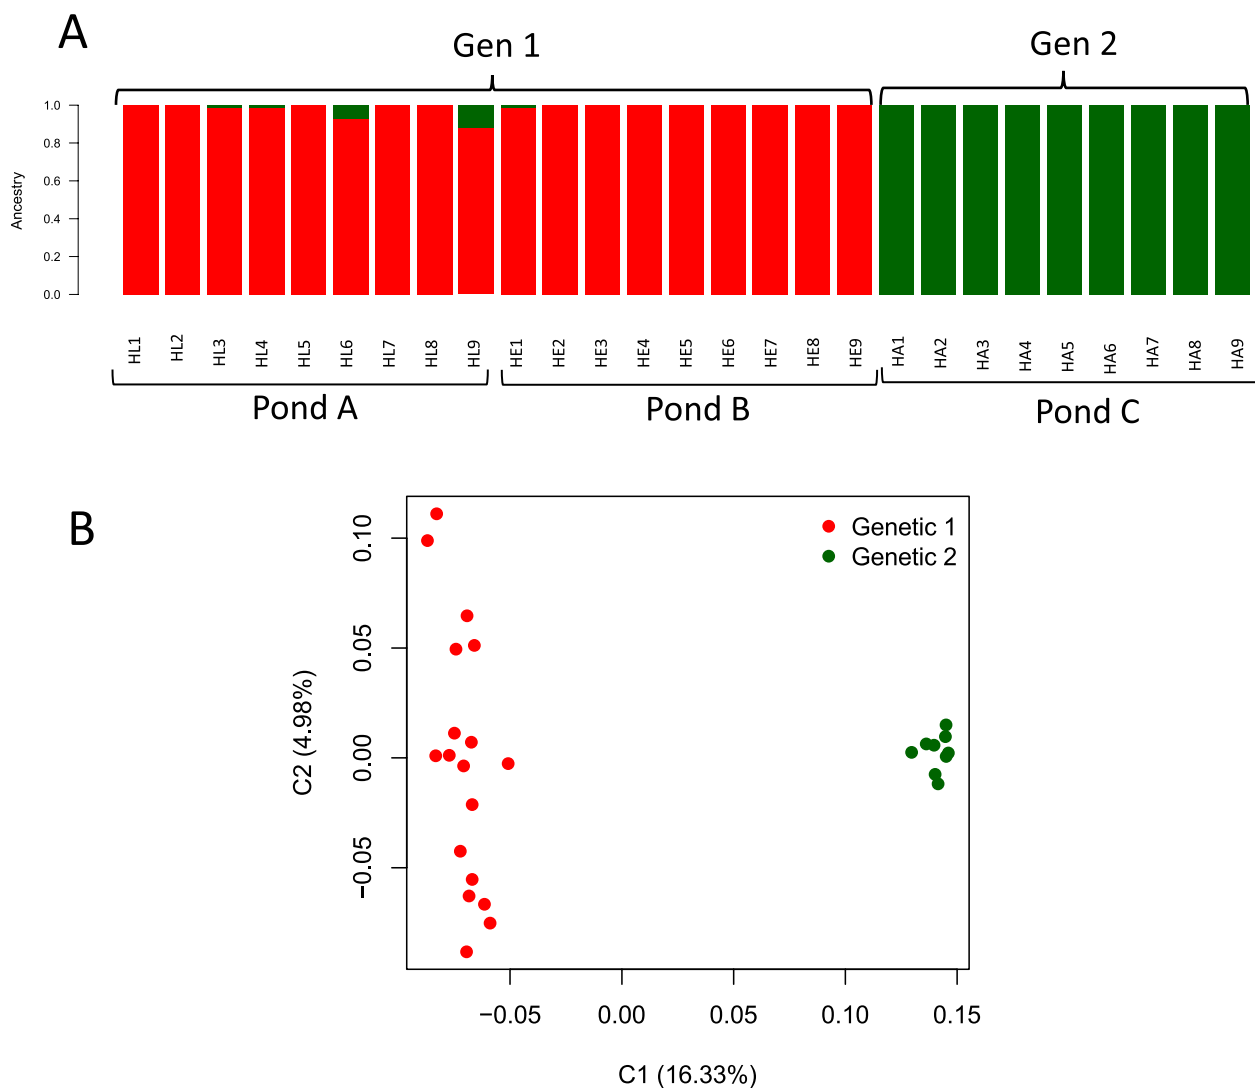 A
Gen 1
Gen 2
1.0
0.8
0.6
0.4
0.2
0.0
Ancestry
HL1 HL2 HL3 HL4 HL5 HL6 HL7 HL8 HL9 HE1 HE2 HE3 HE4 HE5 HE6 HE7 HE8 HE9 HA1 HA2 HA3 HA4 HA5 HA6 HA7 HA8 HA9
Pond A
Pond B
Pond C
B
Genetic 1
Genetic 2
0.10
0.05
0.00
−0.05
C2 (4.98%)
−0.05 0.00 0.05 0.10 0.15
C1 (16.33%)